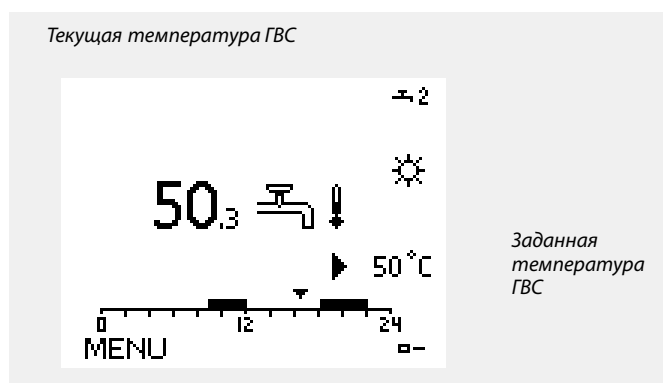 Текущая температура ГВС
2
50.3
50°C
Заданная
температура
ГВС
0 12 24
MENU